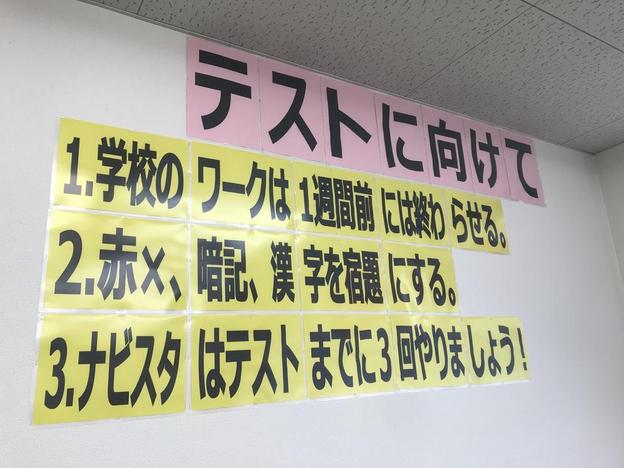 テストに向けて
1.学校のワークは1週間前には終わらせる。
2.赤×、暗記、漢字を宿題にする。
3.ナビスタはテストまでに3回やりましょう!